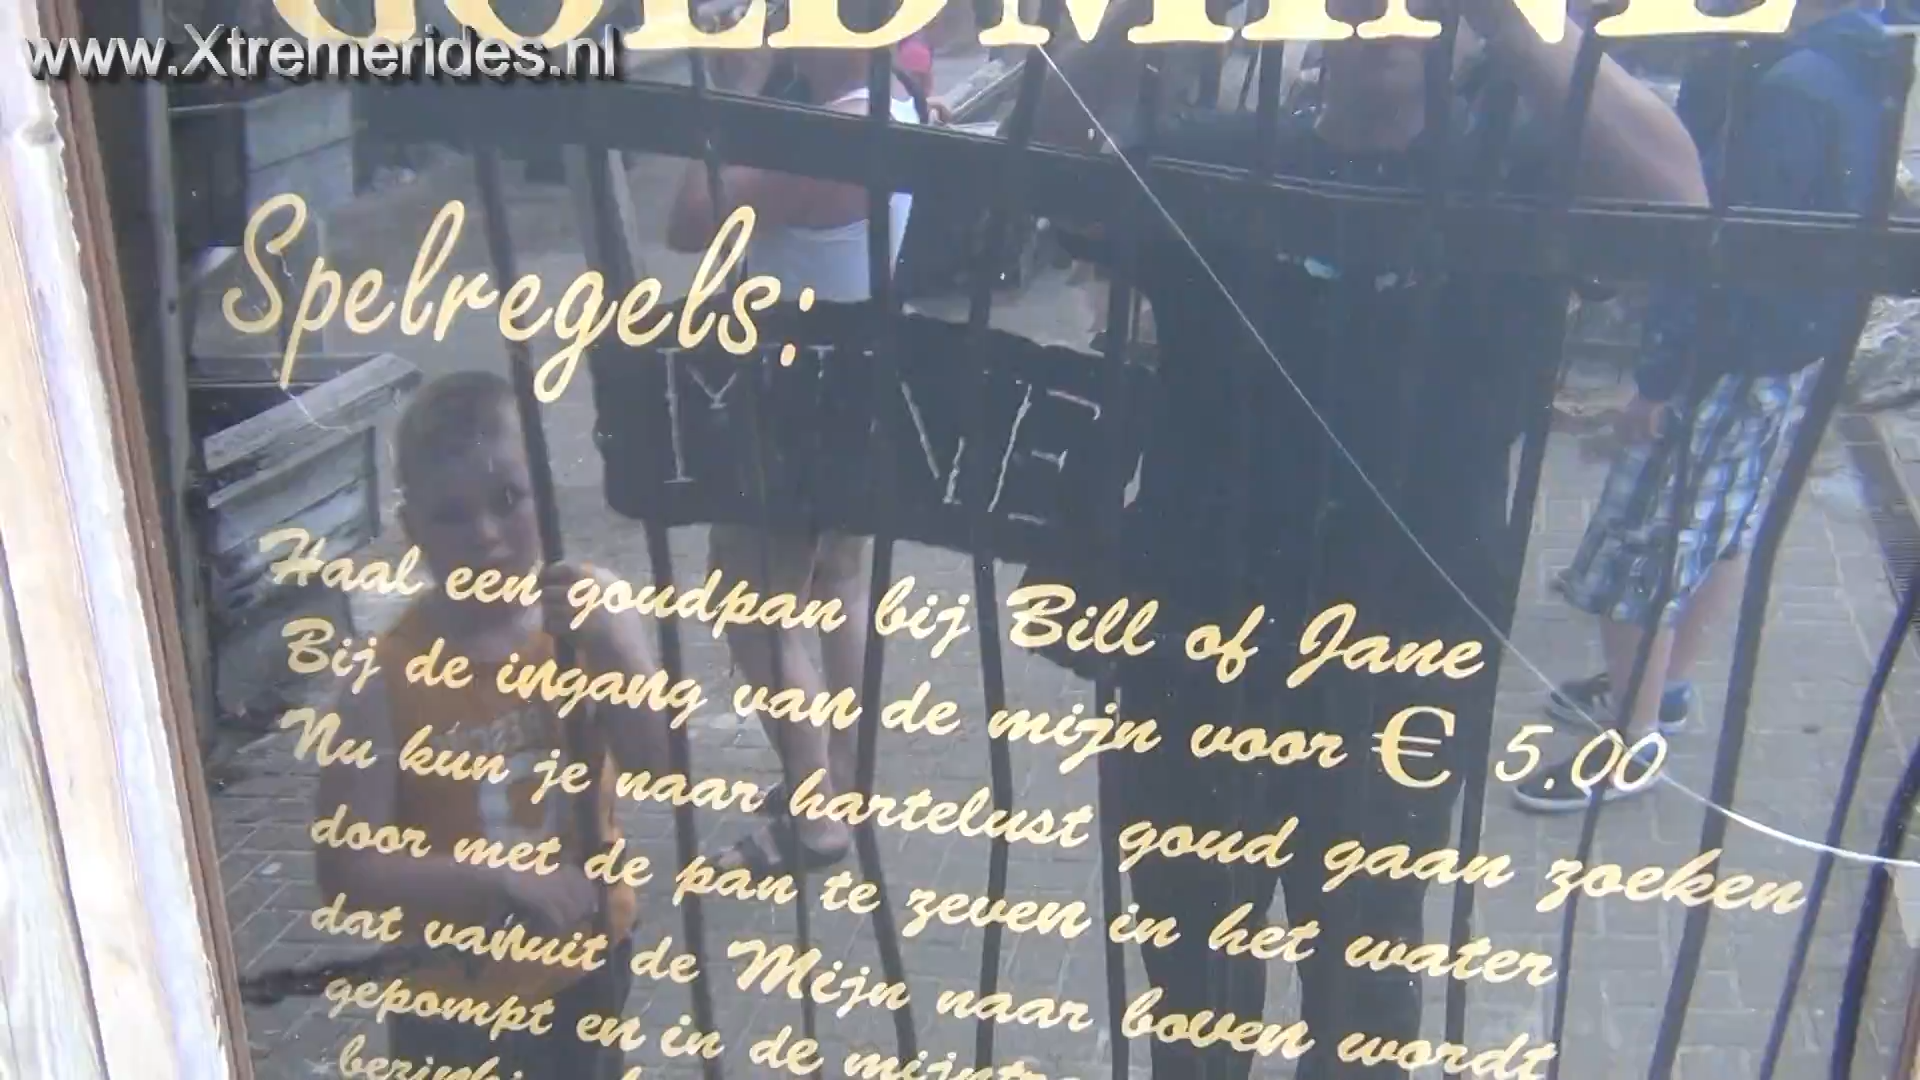 GOLDMINE
www.Xtremerides.nl
Spelregels:
Haal een goudpan bij Bill of Jane
Bij de ingang van de mijn voor € 5.00
Nu kun je naar hartelust goud gaan zoeken
door met de pan te zeven in het water
dat vanuit de Mijn naar boven wordt
gepompt en in de